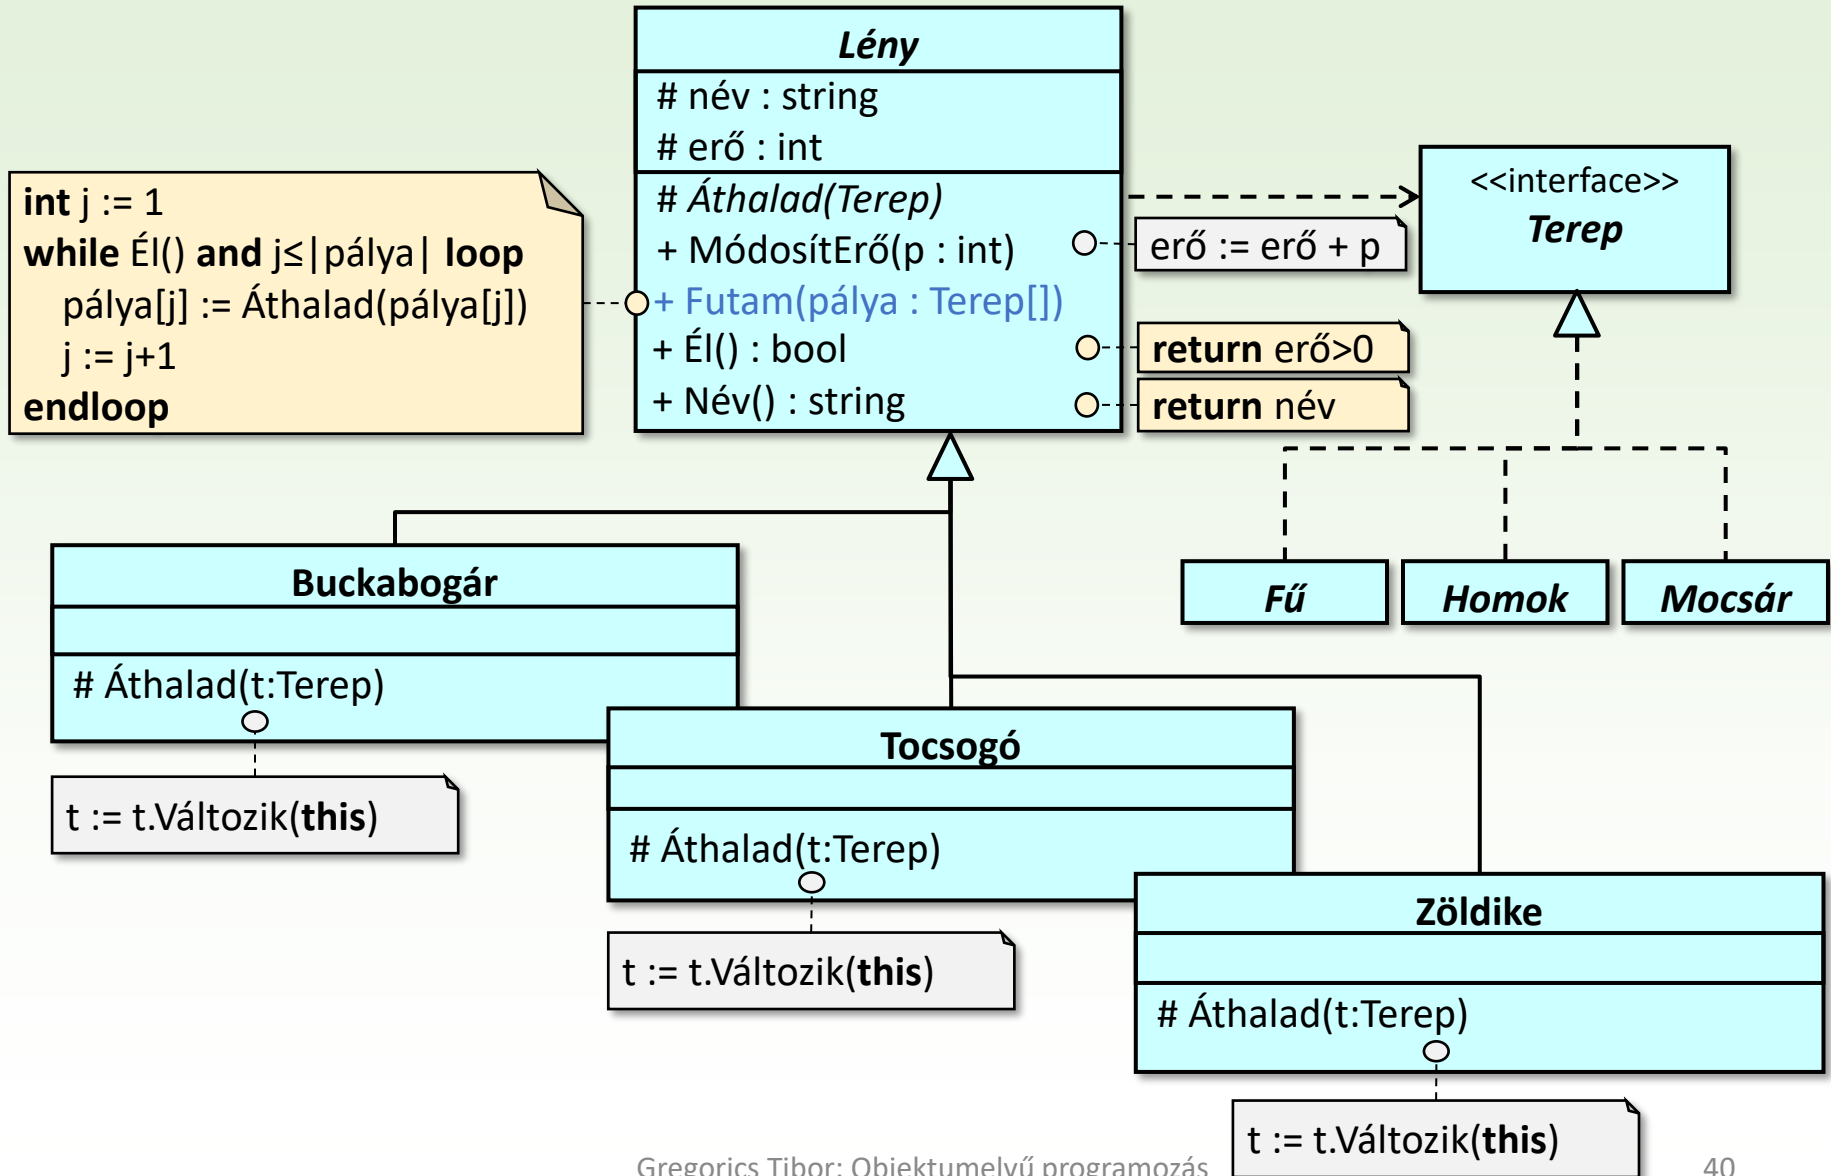 Lény
# név : string
# erő : int
# Áthalad(Terep)
+ MódosítErő(p : int)
+ Futam(pálya : Terep[])
+ Él() : bool
+ Név() : string
int j := 1
while Él() and j≤|pálya| loop
pálya[j] := Áthalad(pálya[j])
j := j+1
endloop
erő := erő + p
return erő>0
return név
<<interface>>
Terep
Fű
Homok
Mocsár
Buckabogár
# Áthalad(t:Terep)
t := t.Változik(this)
Tocsogó
# Áthalad(t:Terep)
t := t.Változik(this)
Zöldike
# Áthalad(t:Terep)
t := t.Változik(this)
Gregorics Tibor: Objektumelvű programozás
40